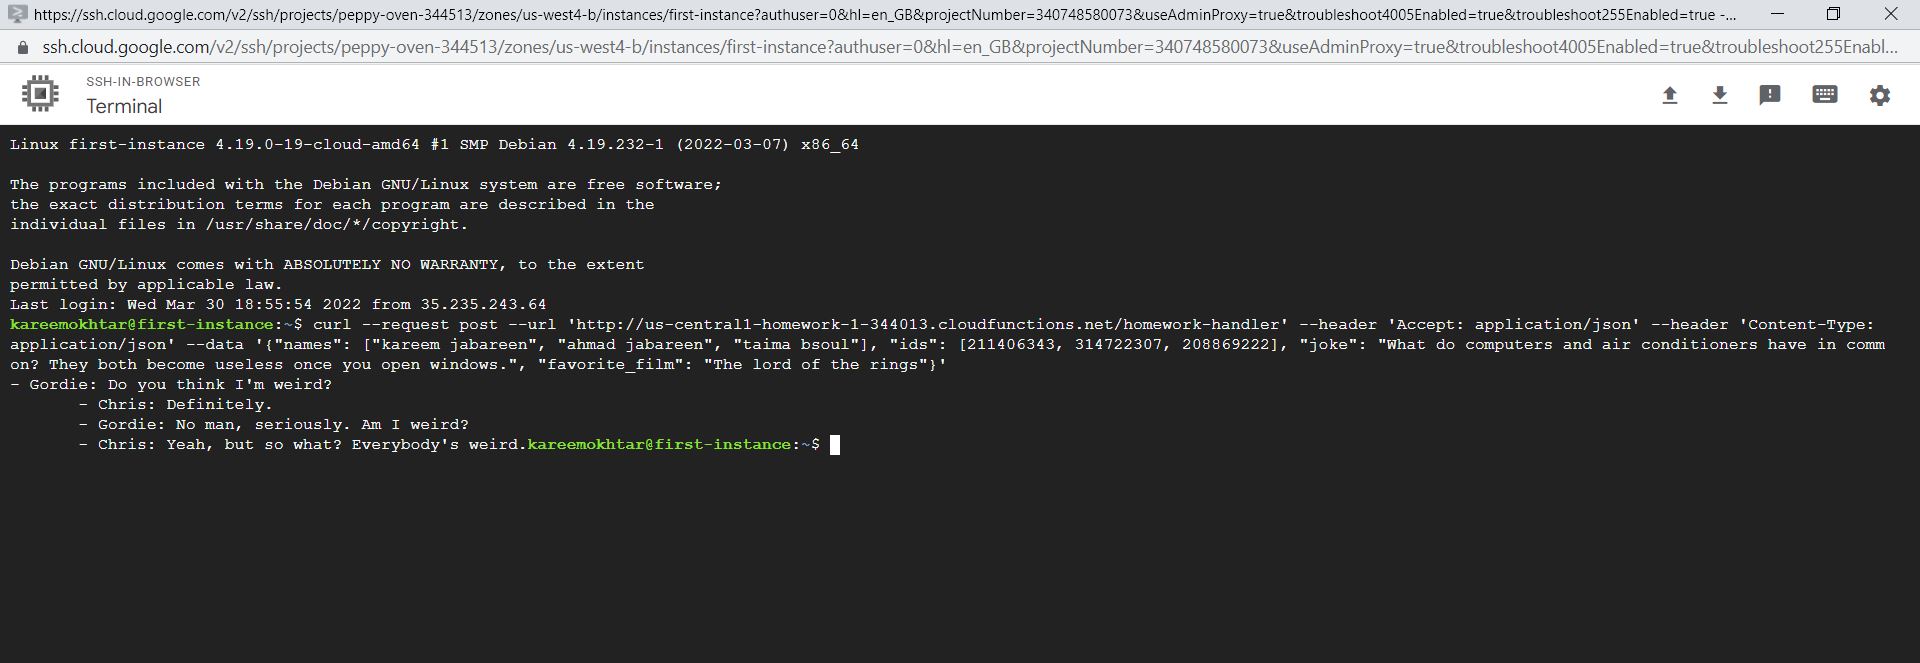 https://ssh.cloud.google.com/v2/ssh/projects/peppy-oven-344513/zones/us-west4-b/instances/first-instance?authuser=0&hl=en_GB&projectNumber=340748580073&useAdminProxy=true&troubleshoot4005Enabled=true&troubleshoot255Enabled=true -...
ssh.cloud.google.com/v2/ssh/projects/peppy-oven-344513/zones/us-west4-b/instances/first-instance?authuser=0&hl=en_GB&projectNumber=340748580073&useAdminProxy=true&troubleshoot4005Enabled=true&troubleshoot255Enabl...
SSH-IN-BROWSER
Terminal
Linux first-instance 4.19.0-19-cloud-amd64 #1 SMP Debian 4.19.232-1 (2022-03-07) x86_64
The programs included with the Debian GNU/Linux system are free software;
the exact distribution terms for each program are described in the
individual files in /usr/share/doc/*/copyright.
Debian GNU/Linux comes with ABSOLUTELY NO WARRANTY, to the extent
permitted by applicable law.
Last login: Wed Mar 30 18:55:54 2022 from 35.235.243.64
kareemokhtar@first-instance:~$ curl --request post --url 'http://us-central1-homework-1-344013.cloudfunctions.net/homework-handler' --header 'Accept: application/json' --header 'Content-Type:
application/json' --data '{"names": ["kareem jabareen", "ahmad jabareen", "taima bsoul"], "ids": [211406343, 314722307, 208869222], "joke": "What do computers and air conditioners have in comm
on? They both become useless once you open windows.", "favorite_film": "The lord of the rings"}'
- Gordie: Do you think I'm weird?
- Chris: Definitely.
- Gordie: No man, seriously. Am I weird?
- Chris: Yeah, but so what? Everybody's weird.kareemokhtar@first-instance:~$